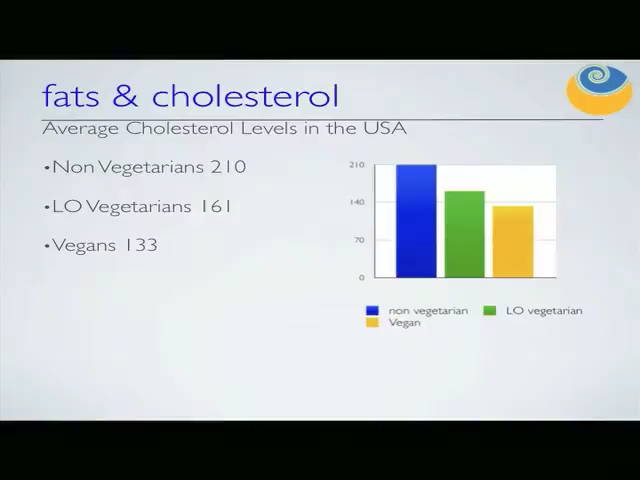 fats & cholesterol
Average Cholesterol Levels in the USA
•Non Vegetarians 210
•LO Vegetarians 161
•Vegans 133
210
140
70
0
non vegetarian
LO vegetarian
Vegan